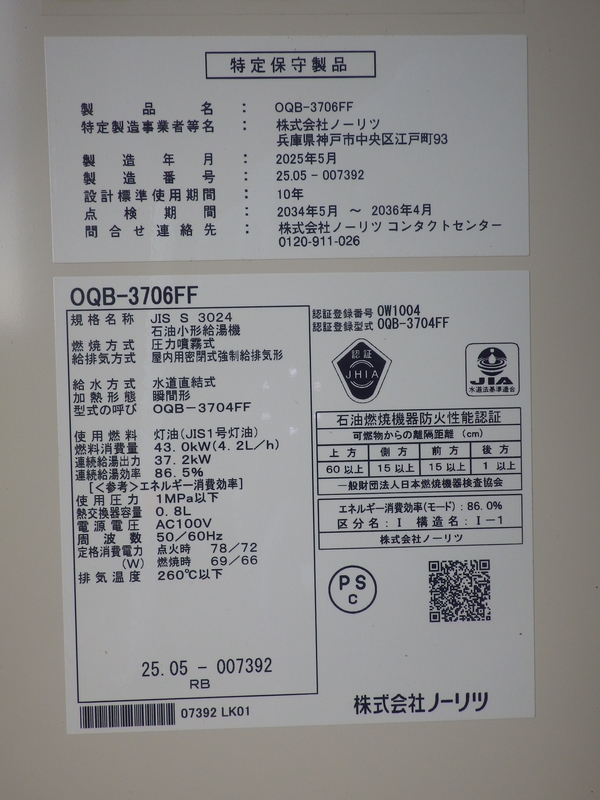 特定保守製品
製品名 : OQB-3706FF
特定製造事業者等名 : 株式会社ノーリツ
兵庫県神戸市中央区江戸町93
製造年月 : 2025年5月
製造番号 : 25.05-007392
設計標準使用期間 : 10年
点検期間 : 2034年5月 ～ 2036年4月
問合せ連絡先 : 株式会社ノーリツ コンタクトセンター
0120-911-026
OQB-3706FF
規格名称 JIS S 3024
石油小形給湯機
燃焼方式 圧力噴霧式
給排気方式 屋内用密閉式強制給排気形
給水方式 水道直結式
加熱形態 瞬間形
型式の呼び OQB-3704FF
使用燃料 灯油(JIS1号灯油)
燃料消費量 43.0kW(4.2L/h)
連続給湯出力 37.2kW
連続給湯効率 86.5%
[<参考>エネルギー消費効率]
使用圧力 1MPa以下
熱交換器容量 0.8L
電源電圧 AC100V
周波数 50/60Hz
定格消費電力 点火時 78/72
(W) 燃焼時 69/66
排気温度 260℃以下
25.05-007392
RB
07392 LK01
認証登録番号 OW1004
認証登録型式 OQB-3704FF
認証
JHIA
JIA
水道法基準適合
石油燃焼機器防火性能認証
可燃物からの離隔距離 (cm)
上方 側方 前方 後方
60以上 15以上 15以上 1以上
一般財団法人日本燃焼機器検査協会
エネルギー消費効率(モード): 86.0%
区分名: I 構造名: I-1
株式会社ノーリツ
PS
C
株式会社ノーリツ